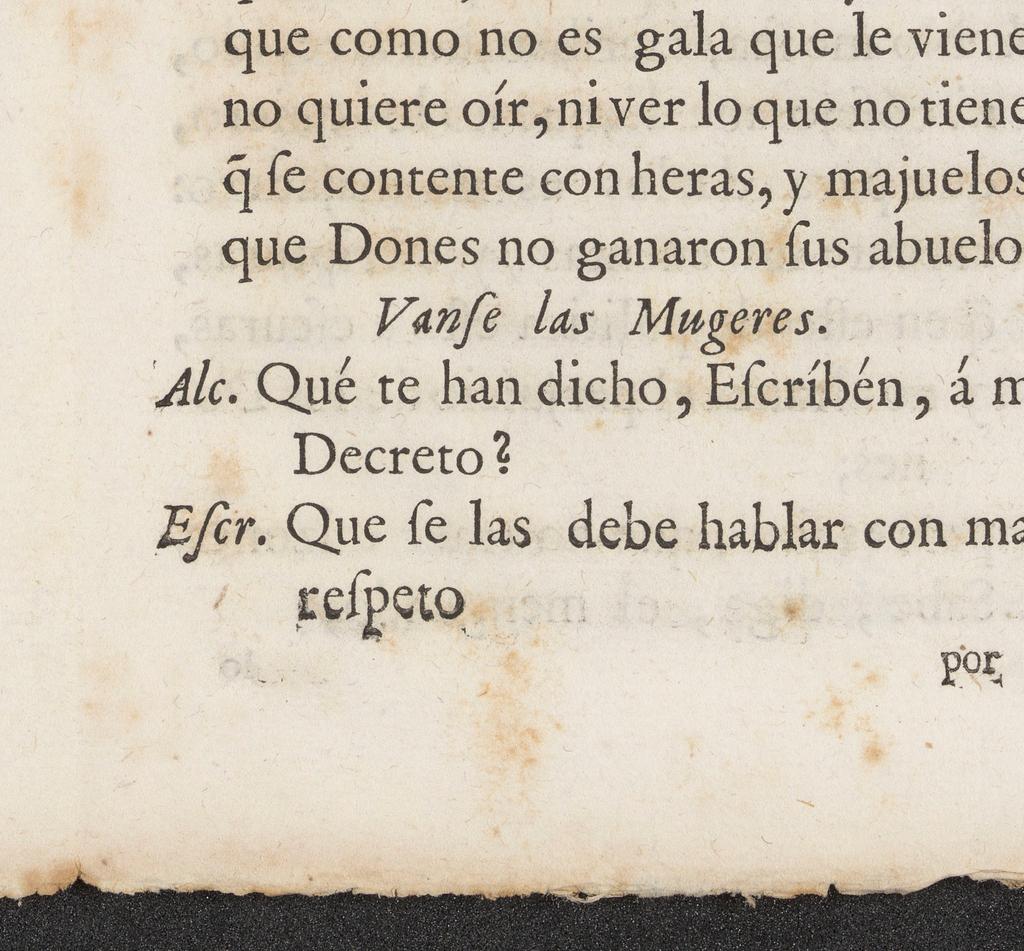 que como no es gala que le viene
no quiere oír, ni ver lo que no tiene
q̃ ſe contente con heras, y majuelos
que Dones no ganaron ſus abuelo
Vanſe las Mugeres.
Alc. Qué te han dicho, Eſcríbén, á m
Decreto?
Eſcr. Que ſe las debe hablar con ma
reſpeto
por